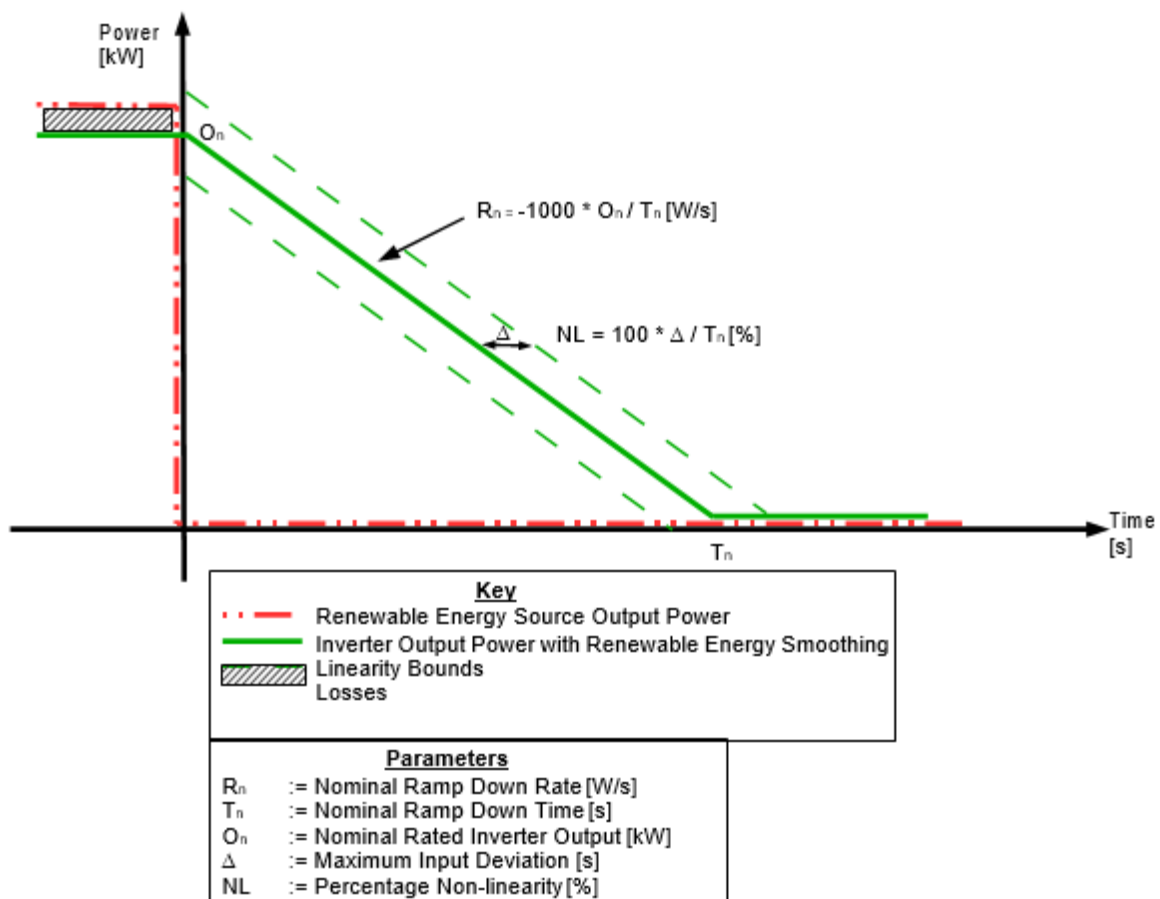 Power
[kW]
On
Rn = -1000 * On / Tn [W/s]
Δ
NL = 100 * Δ / Tn [%]
Time
[s]
Tn
Key
Renewable Energy Source Output Power
Inverter Output Power with Renewable Energy Smoothing
Linearity Bounds
Losses
Parameters
Rn := Nominal Ramp Down Rate [W/s]
Tn := Nominal Ramp Down Time [s]
On := Nominal Rated Inverter Output [kW]
Δ := Maximum Input Deviation [s]
NL := Percentage Non-linearity [%]